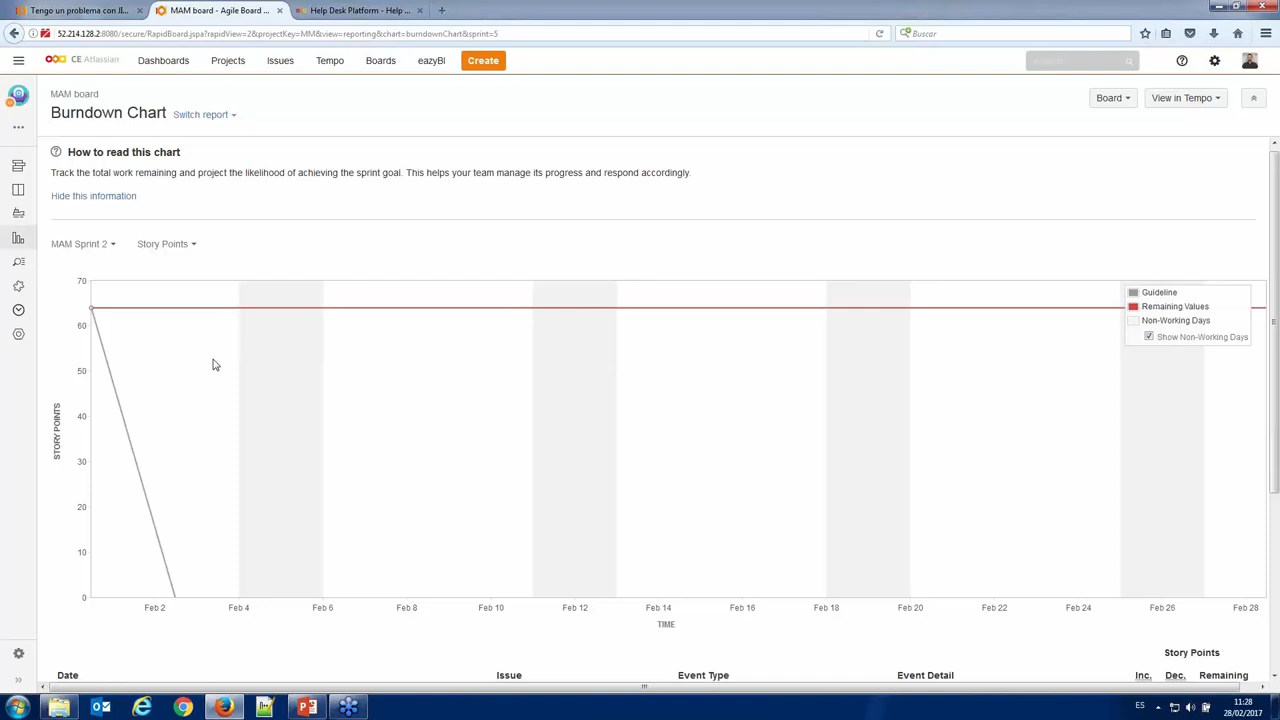 Tengo un problema con JI...
MAM board - Agile Board ...
Help Desk Platform - Help ...
52.214.128.2:8080/secure/RapidBoard.jspa?rapidView=2&projectKey=MM&view=reporting&chart=burndownChart&sprint=5
Buscar
CE Atlassian
Dashboards
Projects
Issues
Tempo
Boards
eazyBI
Create
MAM board
Burndown Chart
Switch report
Board
View in Tempo
How to read this chart
Track the total work remaining and project the likelihood of achieving the sprint goal. This helps your team manage its progress and respond accordingly.
Hide this information
MAM Sprint 2
Story Points
70
60
50
40
30
20
10
0
STORY POINTS
Guideline
Remaining Values
Non-Working Days
Show Non-Working Days
Feb 2 Feb 4 Feb 6 Feb 8 Feb 10 Feb 12 Feb 14 Feb 16 Feb 18 Feb 20 Feb 22 Feb 24 Feb 26 Feb 28
TIME
Story Points
Date Issue Event Type Event Detail Inc. Dec. Remaining
ES
11:28
28/02/2017